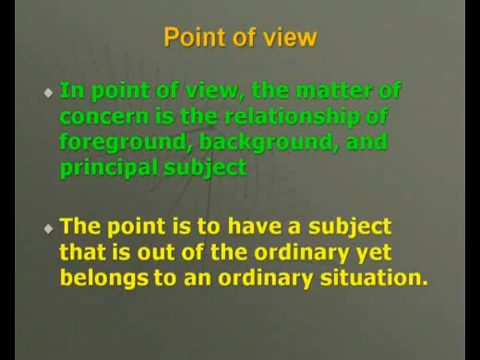 Point of view
In point of view, the matter of
concern is the relationship of
foreground, background, and
principal subject
The point is to have a subject
that is out of the ordinary yet
belongs to an ordinary situation.